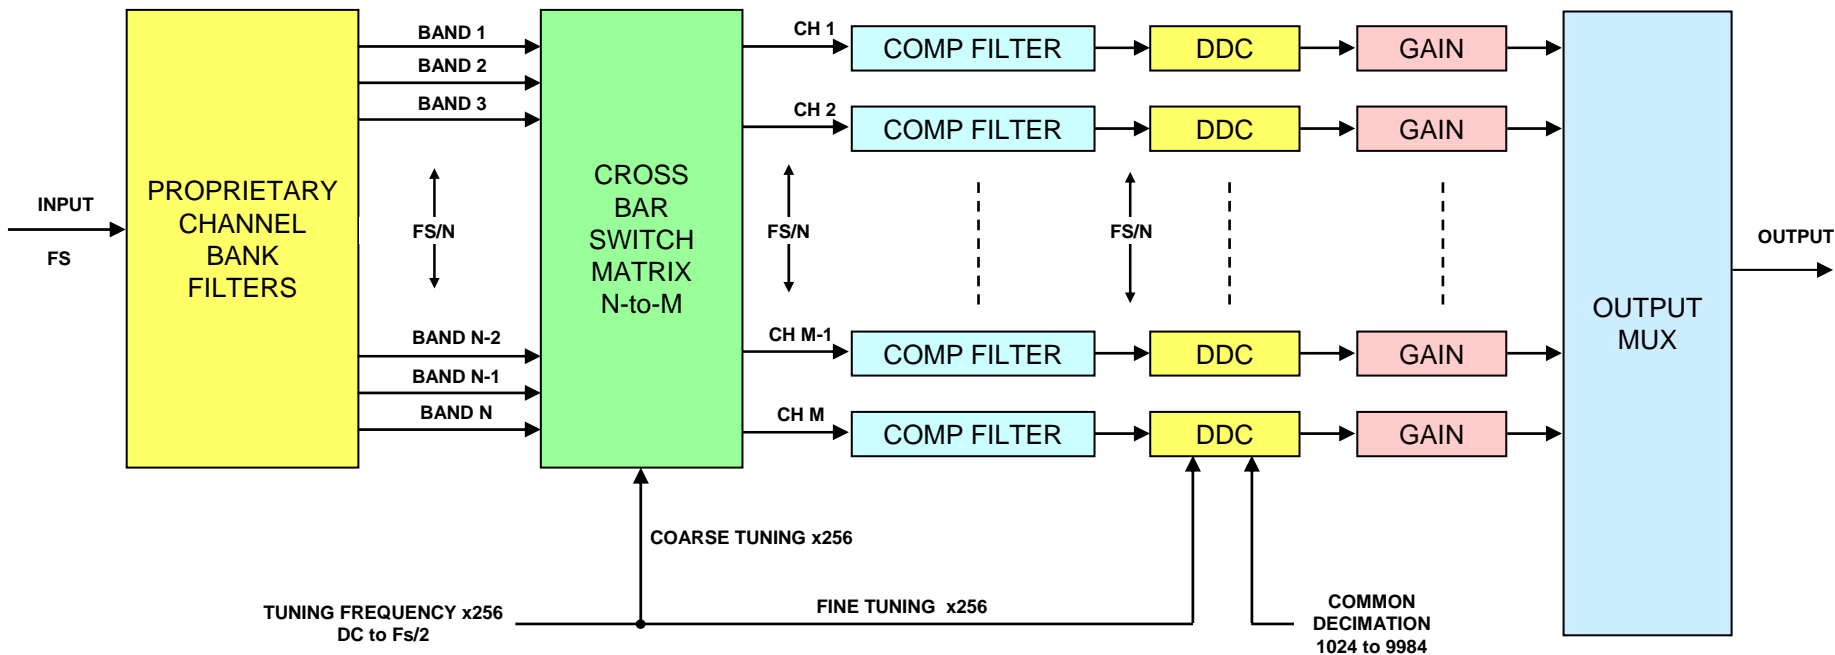 INPUT
FS
PROPRIETARY
CHANNEL
BANK
FILTERS
BAND 1
BAND 2
BAND 3
FS/N
BAND N-2
BAND N-1
BAND N
CROSS
BAR
SWITCH
MATRIX
N-to-M
CH 1
CH 2
FS/N
CH M-1
CH M
COMP FILTER
DDC
GAIN
COMP FILTER
DDC
GAIN
FS/N
COMP FILTER
DDC
GAIN
COMP FILTER
DDC
GAIN
OUTPUT
MUX
OUTPUT
COARSE TUNING x256
TUNING FREQUENCY x256
DC to Fs/2
FINE TUNING x256
COMMON
DECIMATION
1024 to 9984